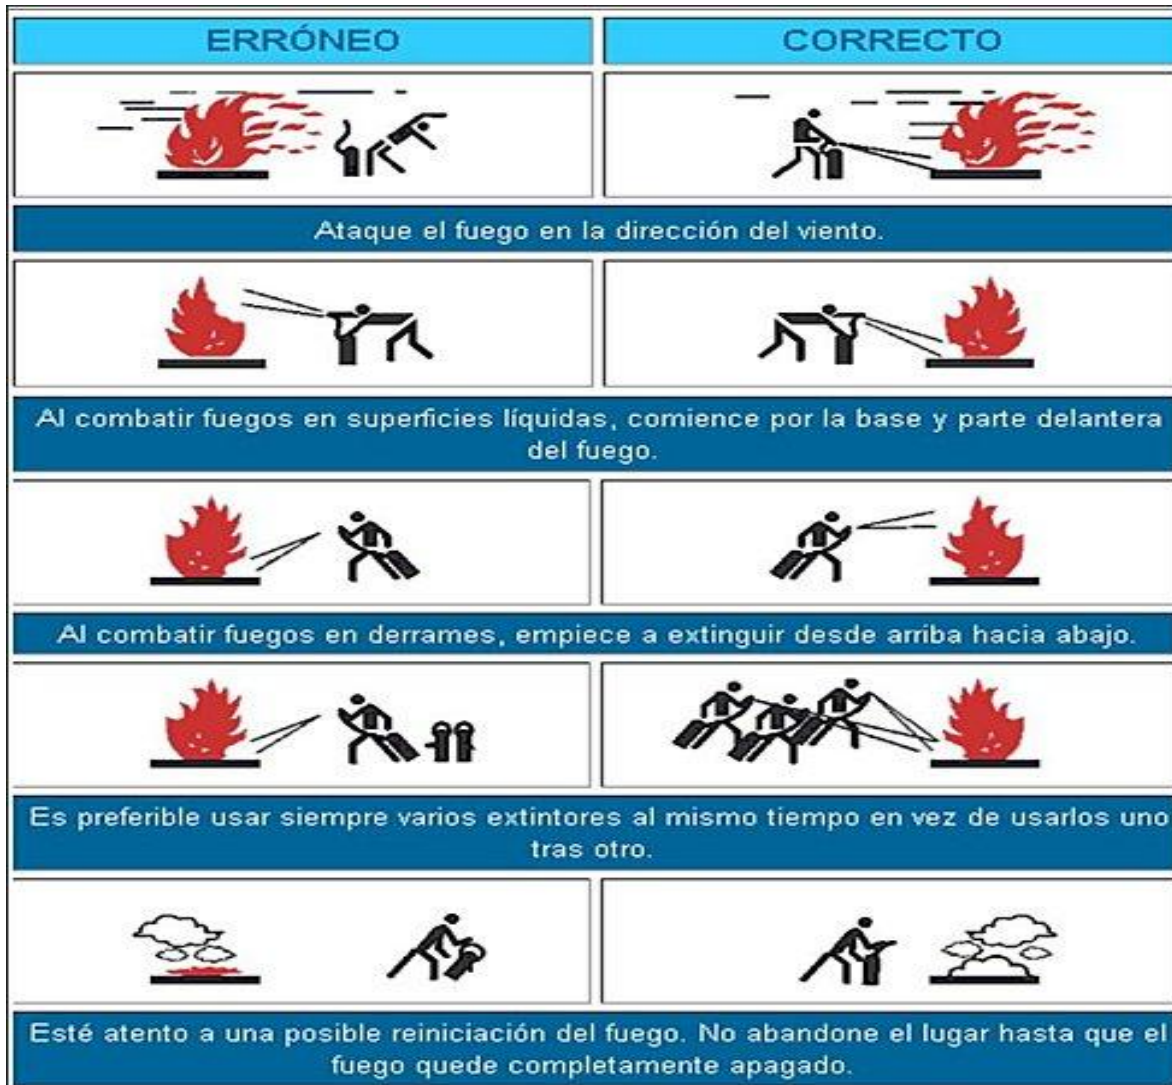 ERRÓNEO
CORRECTO
Ataque el fuego en la dirección del viento.
Al combatir fuegos en superficies líquidas, comience por la base y parte delantera
del fuego.
Al combatir fuegos en derrames, empiece a extinguir desde arriba hacia abajo.
Es preferible usar siempre varios extintores al mismo tiempo en vez de usarlos uno
tras otro.
Esté atento a una posible reiniciación del fuego. No abandone el lugar hasta que el
fuego quede completamente apagado.